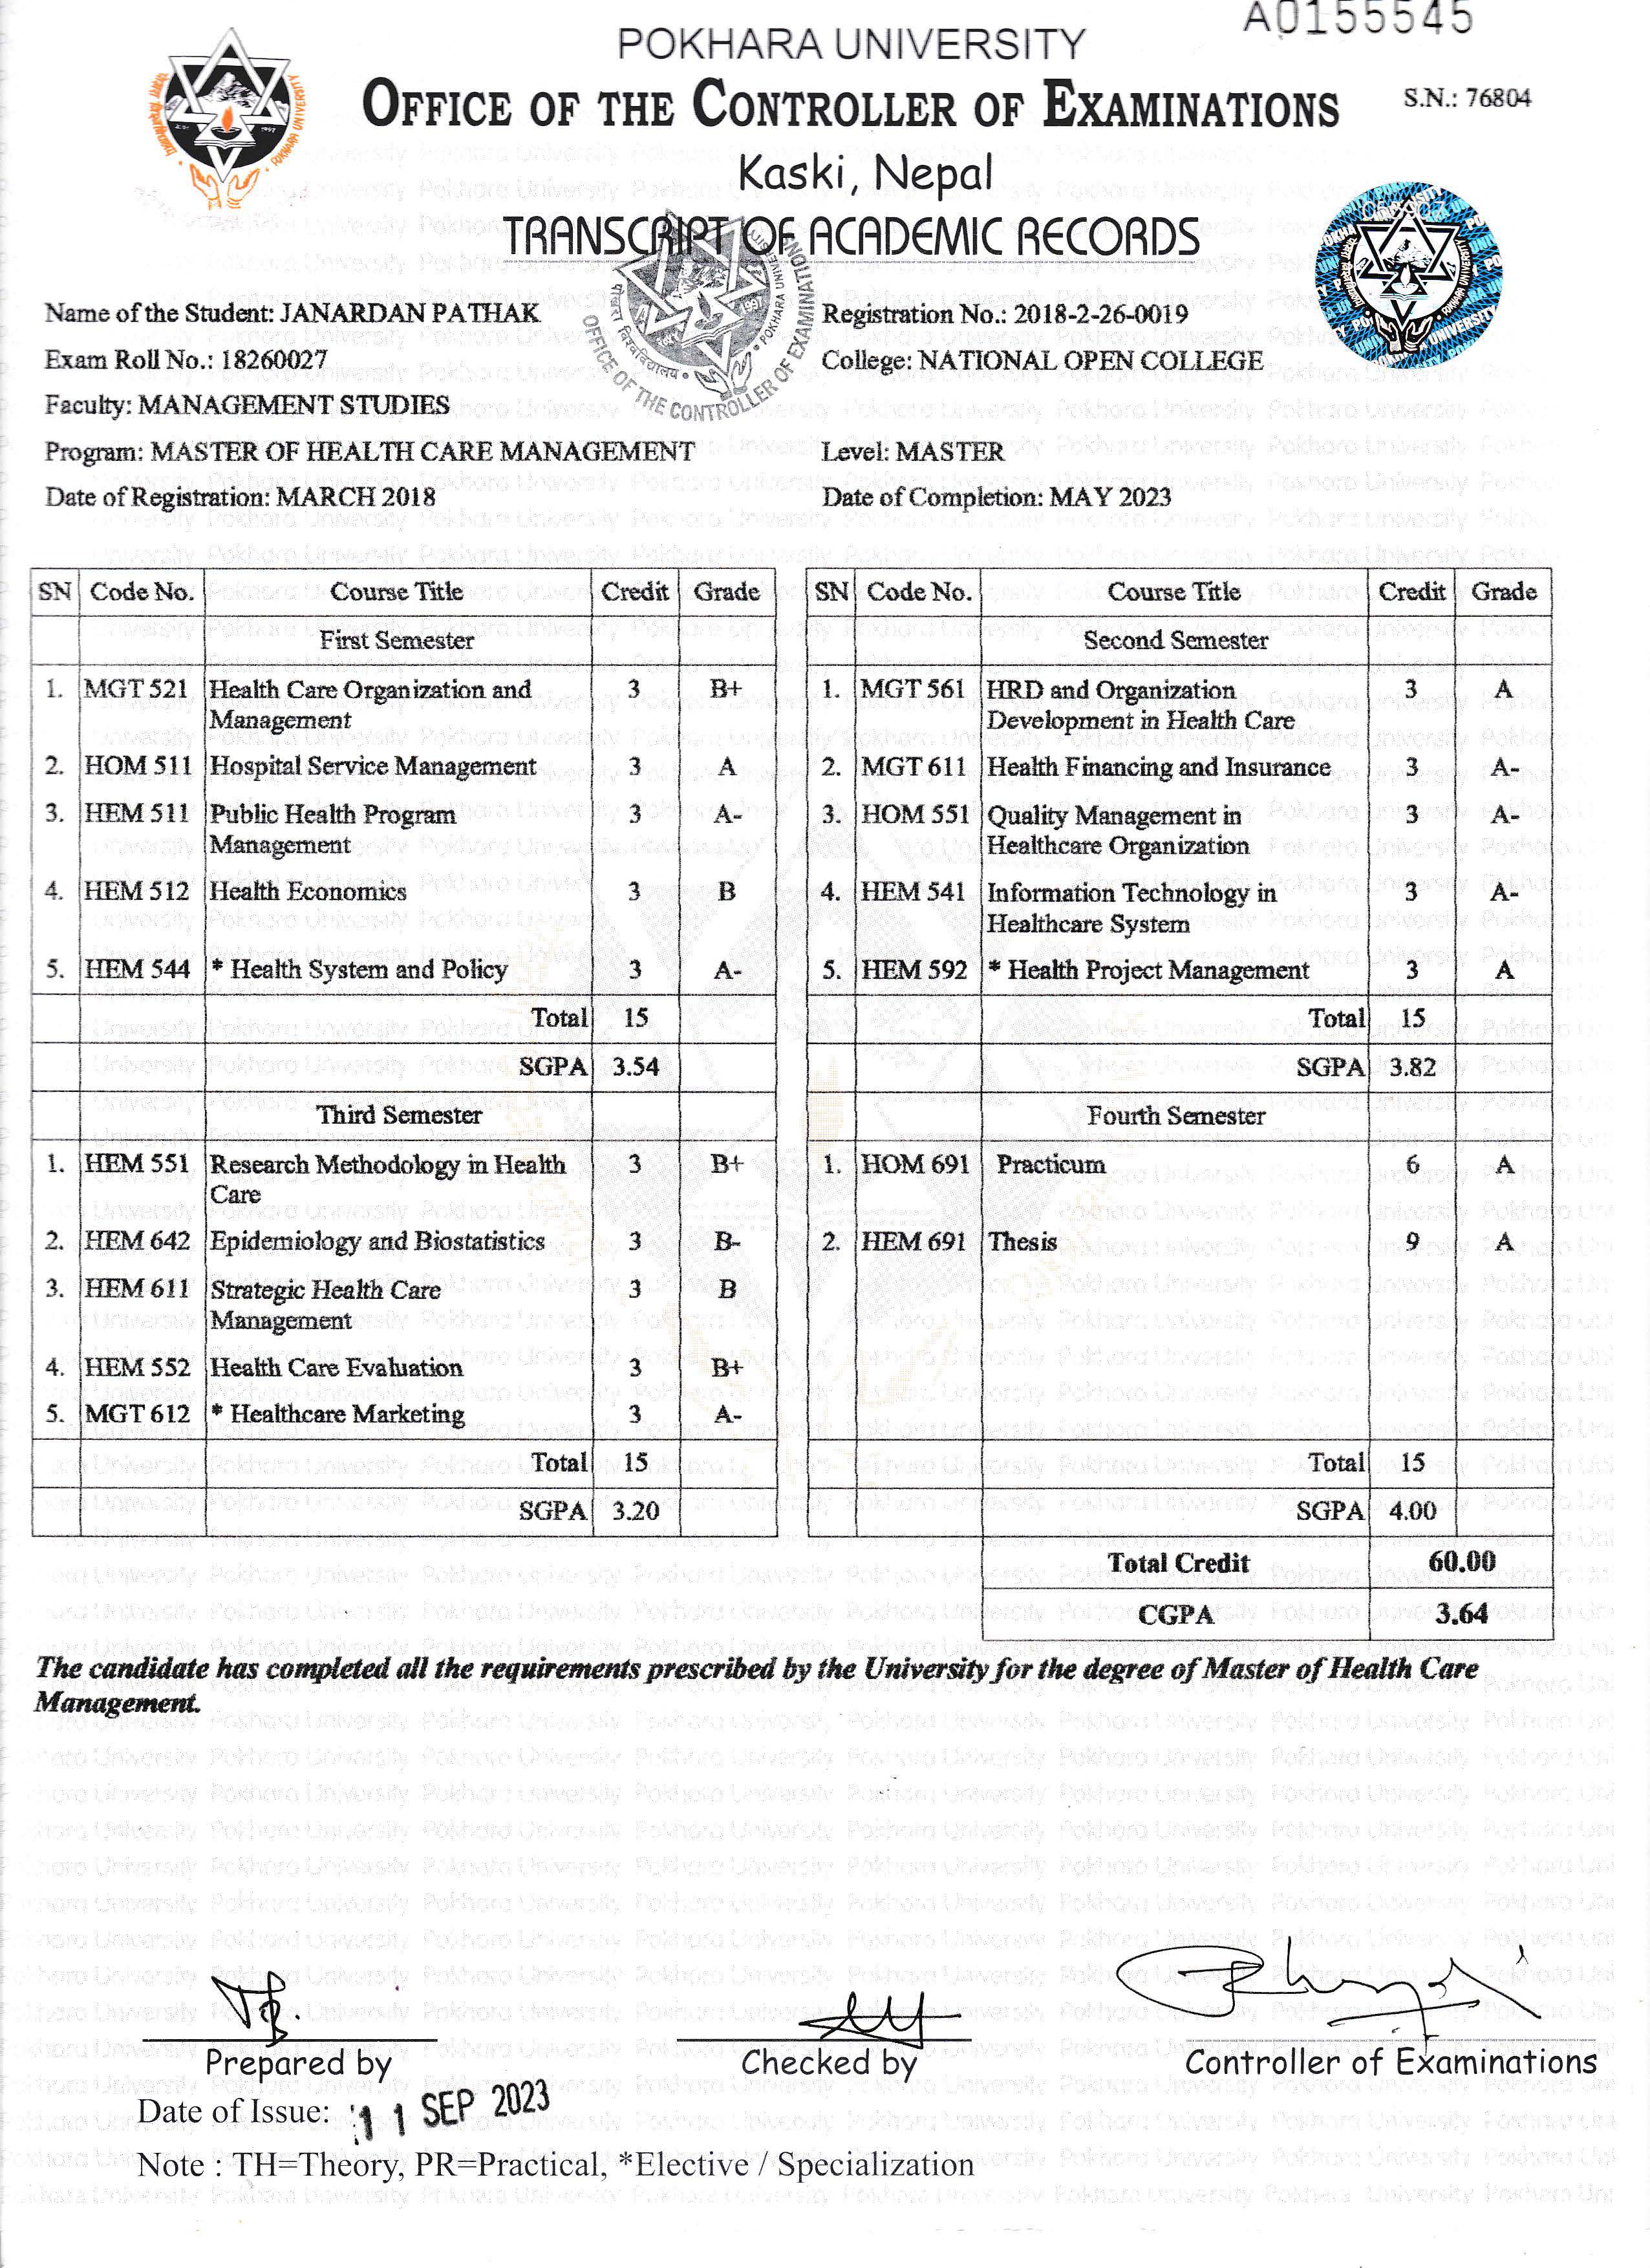 A0155545
POKHARA UNIVERSITY
OFFICE OF THE CONTROLLER OF EXAMINATIONS
S.N.: 76804
Kaski, Nepal
TRANSCRIPT OF ACADEMIC RECORDS
Name of the Student: JANARDAN PATHAK
Registration No.: 2018-2-26-0019
Exam Roll No.: 18260027
College: NATIONAL OPEN COLLEGE
Faculty: MANAGEMENT STUDIES
Program: MASTER OF HEALTH CARE MANAGEMENT
Level: MASTER
Date of Registration: MARCH 2018
Date of Completion: MAY 2023
OFFICE OF THE CONTROLLER OF EXAMINATIONS
POKHARA UNIVERSITY
SN Code No. Course Title Credit Grade
First Semester
1. MGT 521 Health Care Organization and 3 B+
Management
2. HOM 511 Hospital Service Management 3 A
3. HEM 511 Public Health Program 3 A-
Management
4. HEM 512 Health Economics 3 B
5. HEM 544 * Health System and Policy 3 A-
Total 15
SGPA 3.54
Third Semester
1. HEM 551 Research Methodology in Health 3 B+
Care
2. HEM 642 Epidemiology and Biostatistics 3 B-
3. HEM 611 Strategic Health Care 3 B
Management
4. HEM 552 Health Care Evaluation 3 B+
5. MGT 612 * Healthcare Marketing 3 A-
Total 15
SGPA 3.20
SN Code No. Course Title Credit Grade
Second Semester
1. MGT 561 HRD and Organization 3 A
Development in Health Care
2. MGT 611 Health Financing and Insurance 3 A-
3. HOM 551 Quality Management in 3 A-
Healthcare Organization
4. HEM 541 Information Technology in 3 A-
Healthcare System
5. HEM 592 * Health Project Management 3 A
Total 15
SGPA 3.82
Fourth Semester
1. HOM 691 Practicum 6 A
2. HEM 691 Thesis 9 A
Total 15
SGPA 4.00
Total Credit 60.00
CGPA 3.64
The candidate has completed all the requirements prescribed by the University for the degree of Master of Health Care
Management.
Prepared by
Checked by
Controller of Examinations
Date of Issue: 11 SEP 2023
Note : TH=Theory, PR=Practical, *Elective / Specialization